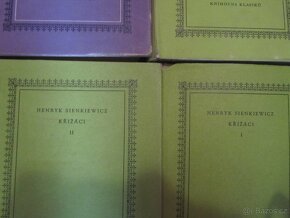 KNIHOVNA KLASIKŮ
HENRYK SIENKIEWICZ
KŘIŽÁCI
II
HENRYK SIENKIEWICZ
KŘIŽÁCI
I
Bazos.cz